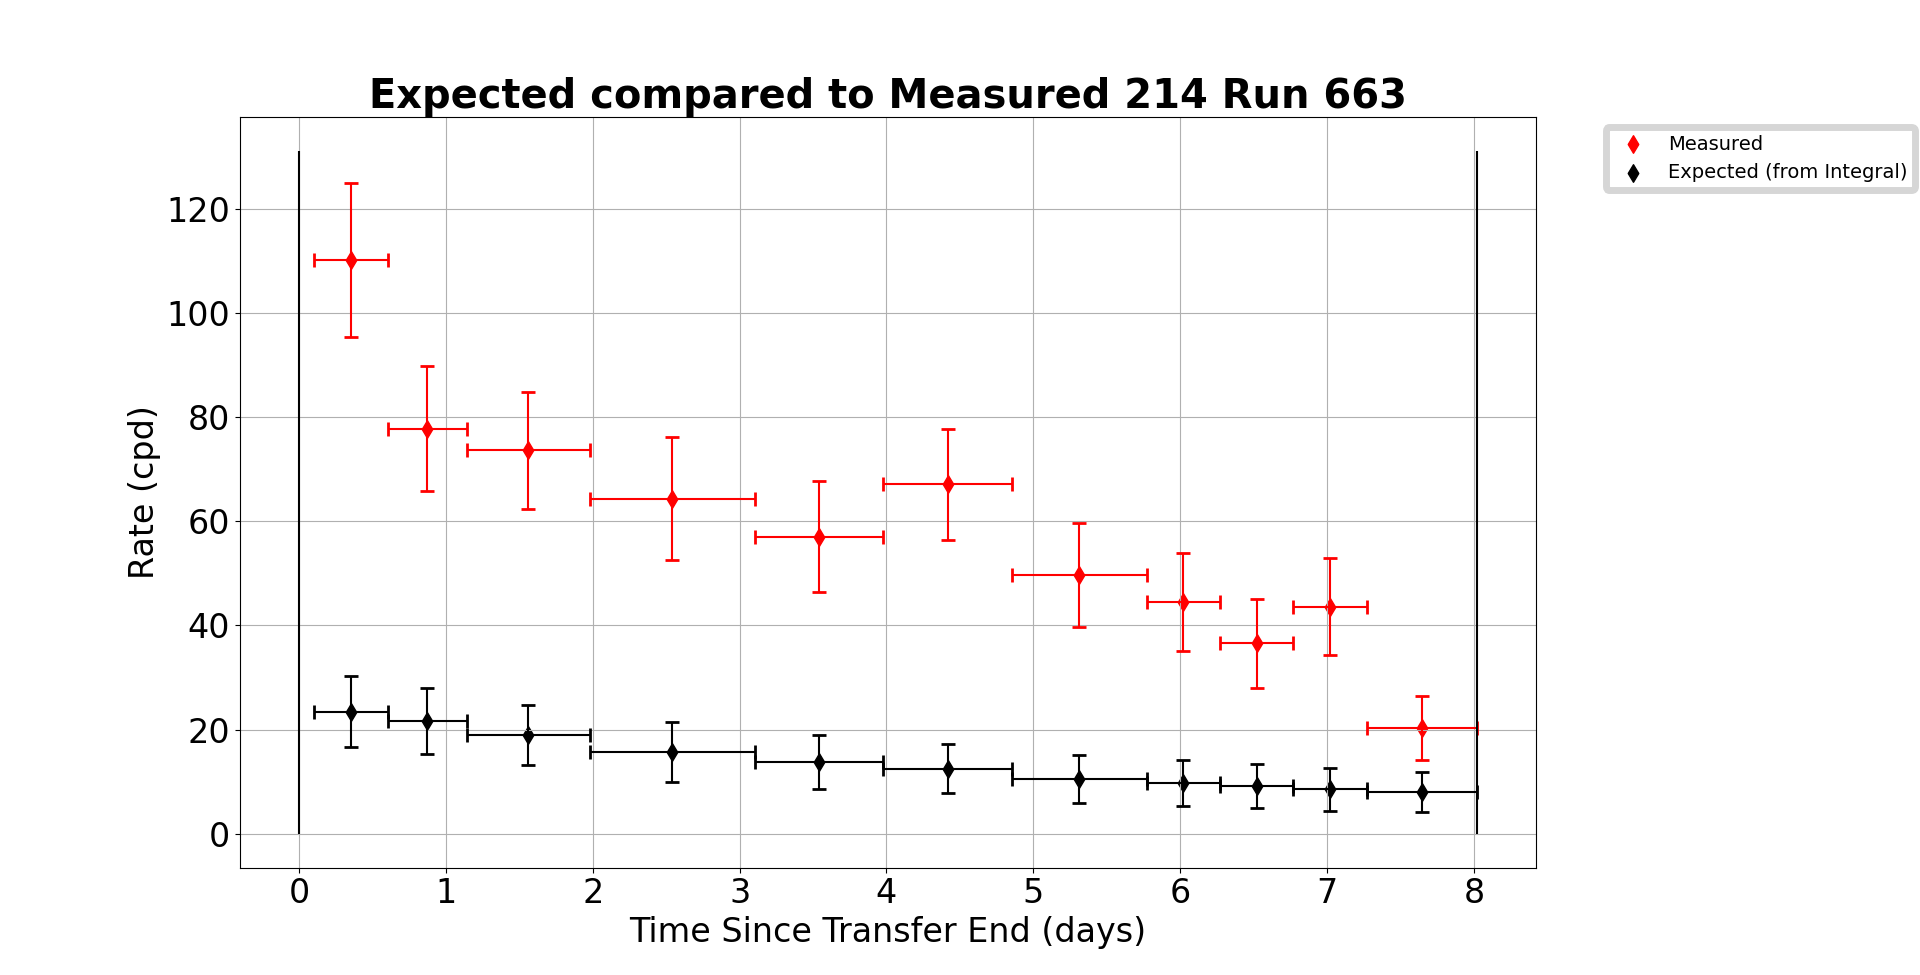 Expected compared to Measured 214 Run 663
Measured
Expected (from Integral)
120
100
80
60
40
20
0
Rate (cpd)
0 1 2 3 4 5 6 7 8
Time Since Transfer End (days)